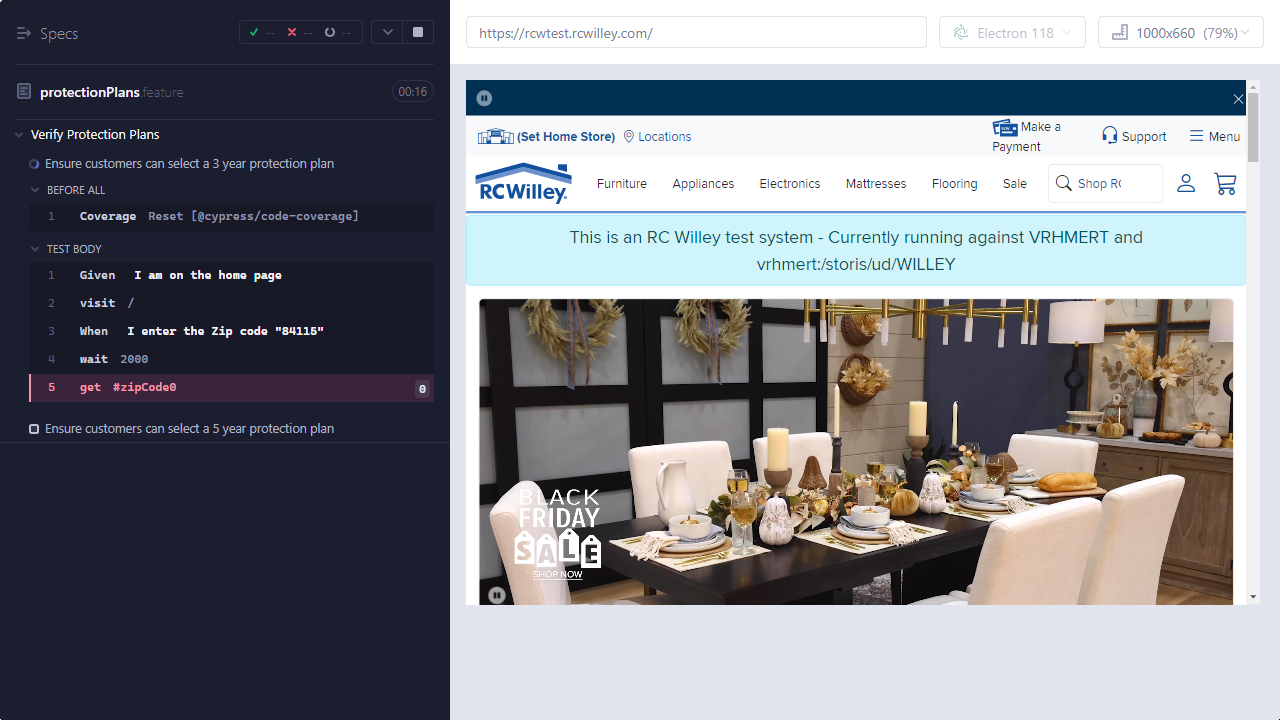 Specs
-- -- --
protectionPlans.feature
00:16
Verify Protection Plans
Ensure customers can select a 3 year protection plan
BEFORE ALL
1 Coverage Reset [@cypress/code-coverage]
TEST BODY
1 Given I am on the home page
2 visit /
3 When I enter the Zip code "84115"
4 wait 2000
5 get #zipCode0 0
Ensure customers can select a 5 year protection plan
https://rcwtest.rcwilley.com/
Electron 118
1000x660 (79%)
(Set Home Store)
Locations
Make a
Payment
Support
Menu
RCWilley.
Furniture
Appliances
Electronics
Mattresses
Flooring
Sale
Shop RC
This is an RC Willey test system - Currently running against VRHMERT and
vrhmert:/storis/ud/WILLEY
BLACK
FRIDAY
SALE
SHOP NOW